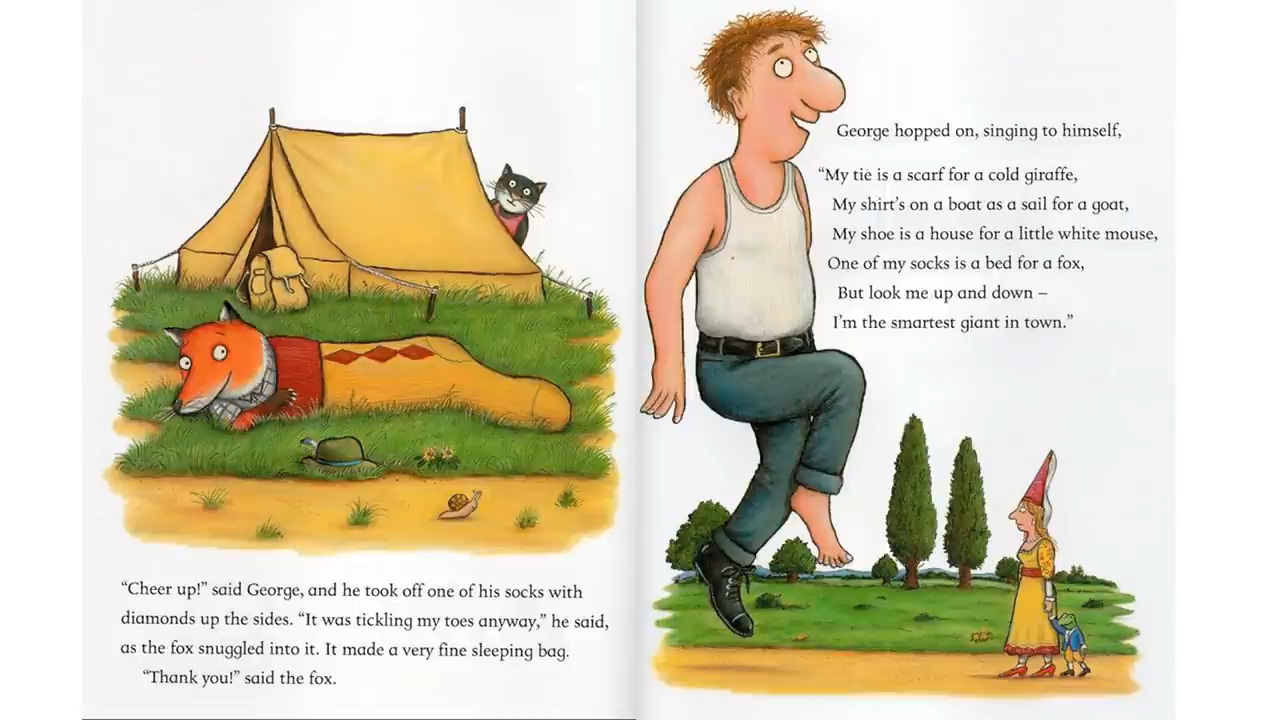 “Cheer up!” said George, and he took off one of his socks with
diamonds up the sides. “It was tickling my toes anyway,” he said,
as the fox snuggled into it. It made a very fine sleeping bag.
“Thank you!” said the fox.
George hopped on, singing to himself,
“My tie is a scarf for a cold giraffe,
My shirt’s on a boat as a sail for a goat,
My shoe is a house for a little white mouse,
One of my socks is a bed for a fox,
But look me up and down –
I’m the smartest giant in town.”